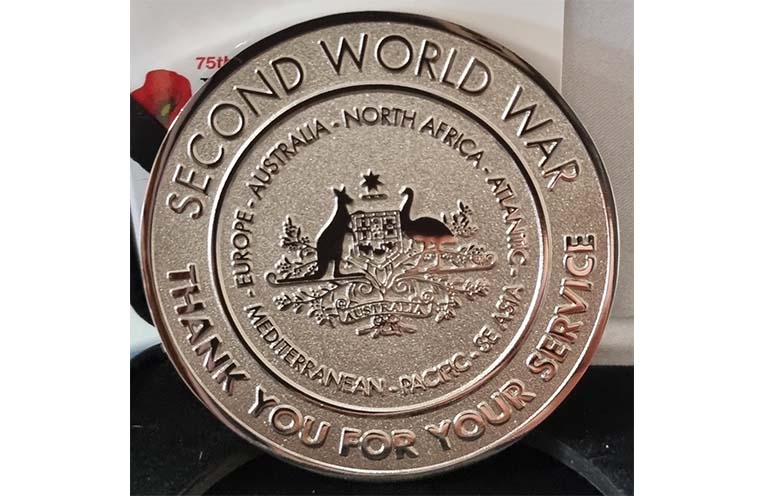 75th
SECOND WORLD WAR
THANK YOU FOR YOUR SERVICE
- EUROPE - AUSTRALIA - NORTH AFRICA - ATLANTIC -
MEDITERRANEAN - PACIFIC - SE ASIA
AUSTRALIA